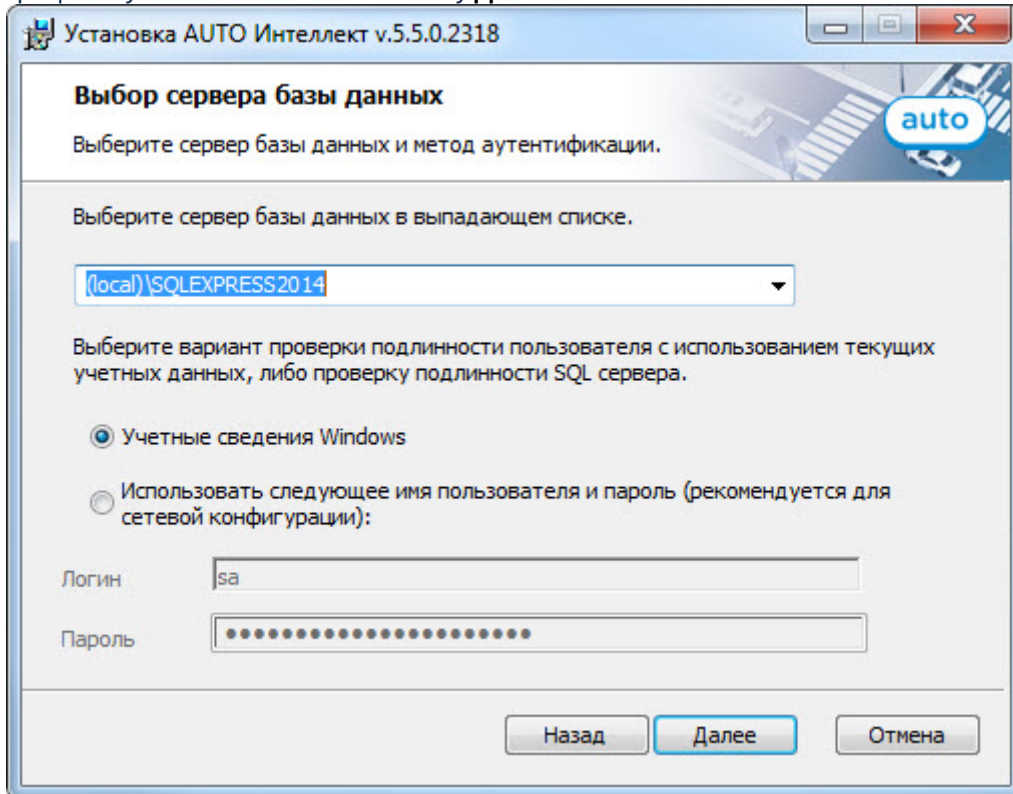 Установка AUTO Интеллект v.5.5.0.2318
Выбор сервера базы данных
Выберите сервер базы данных и метод аутентификации.
auto
Выберите сервер базы данных в выпадающем списке.
(local)\SQLEXPRESS2014
Выберите вариант проверки подлинности пользователя с использованием текущих
учетных данных, либо проверку подлинности SQL сервера.
Учетные сведения Windows
Использовать следующее имя пользователя и пароль (рекомендуется для
сетевой конфигурации):
Логин
sa
Пароль
Назад
Далее
Отмена